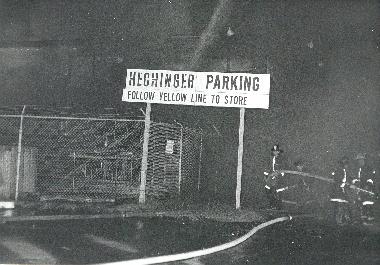 HECHINGER PARKING
FOLLOW YELLOW LINE TO STORE